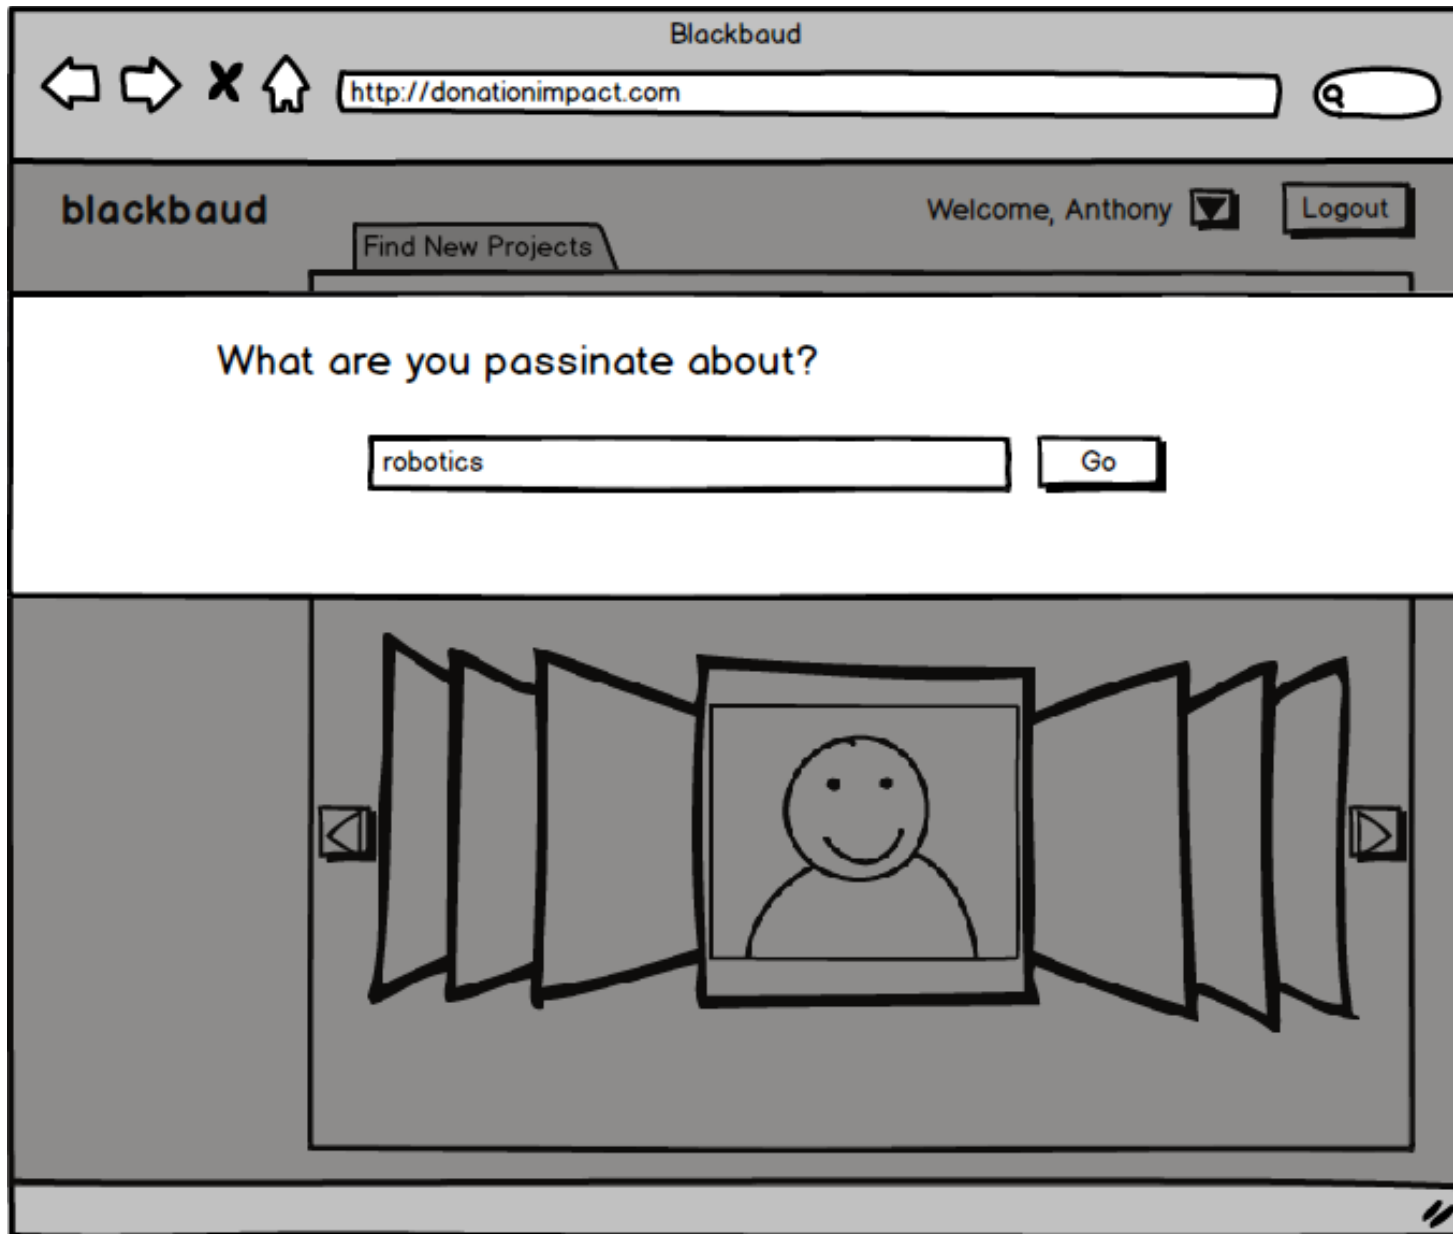 Blackbaud
http://donationimpact.com
blackbaud
Welcome, Anthony
Logout
Find New Projects
What are you passinate about?
robotics
Go